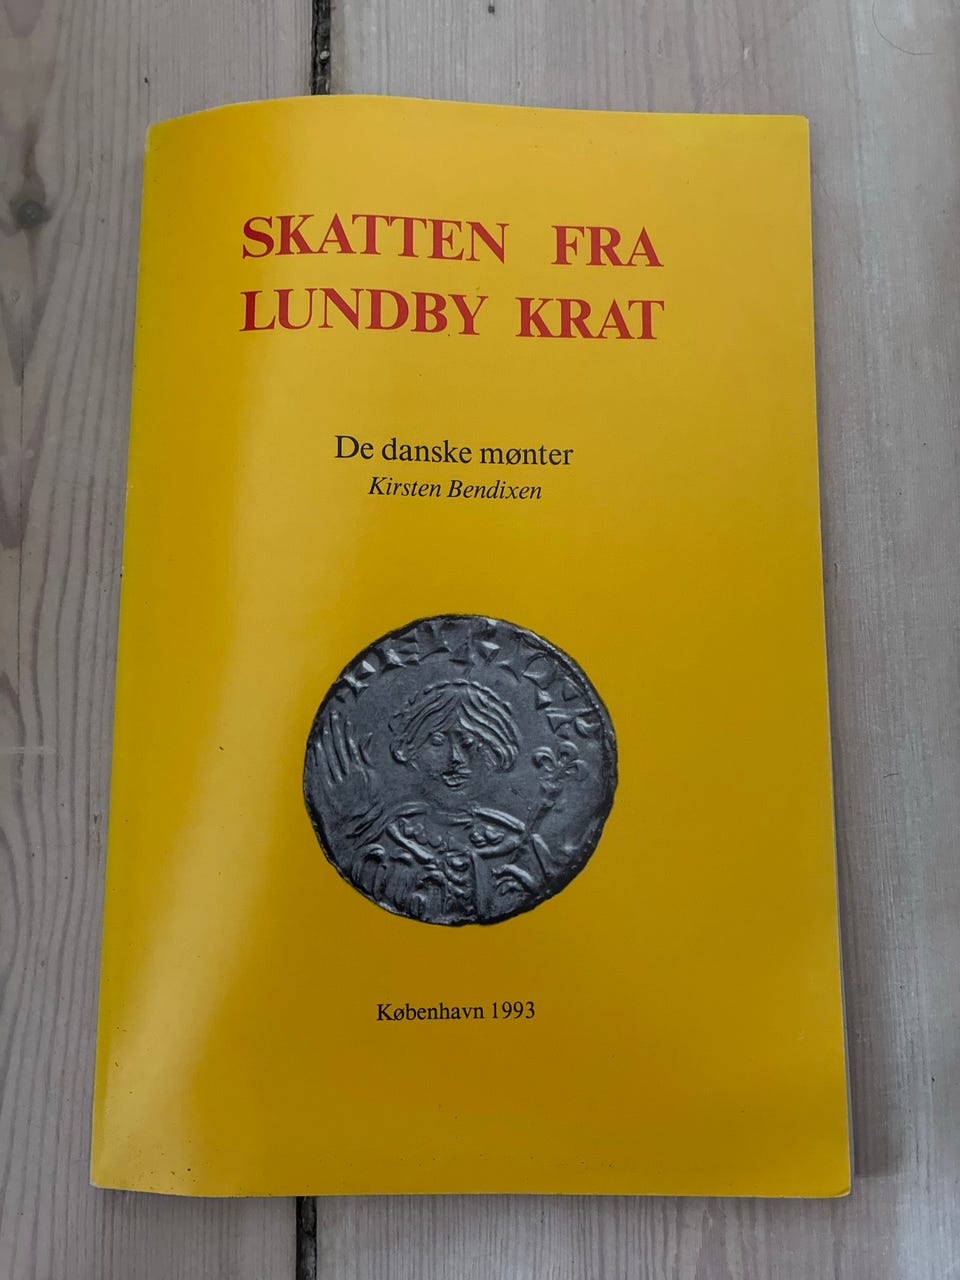 SKATTEN FRA
LUNDBY KRAT
De danske mønter
Kirsten Bendixen
København 1993